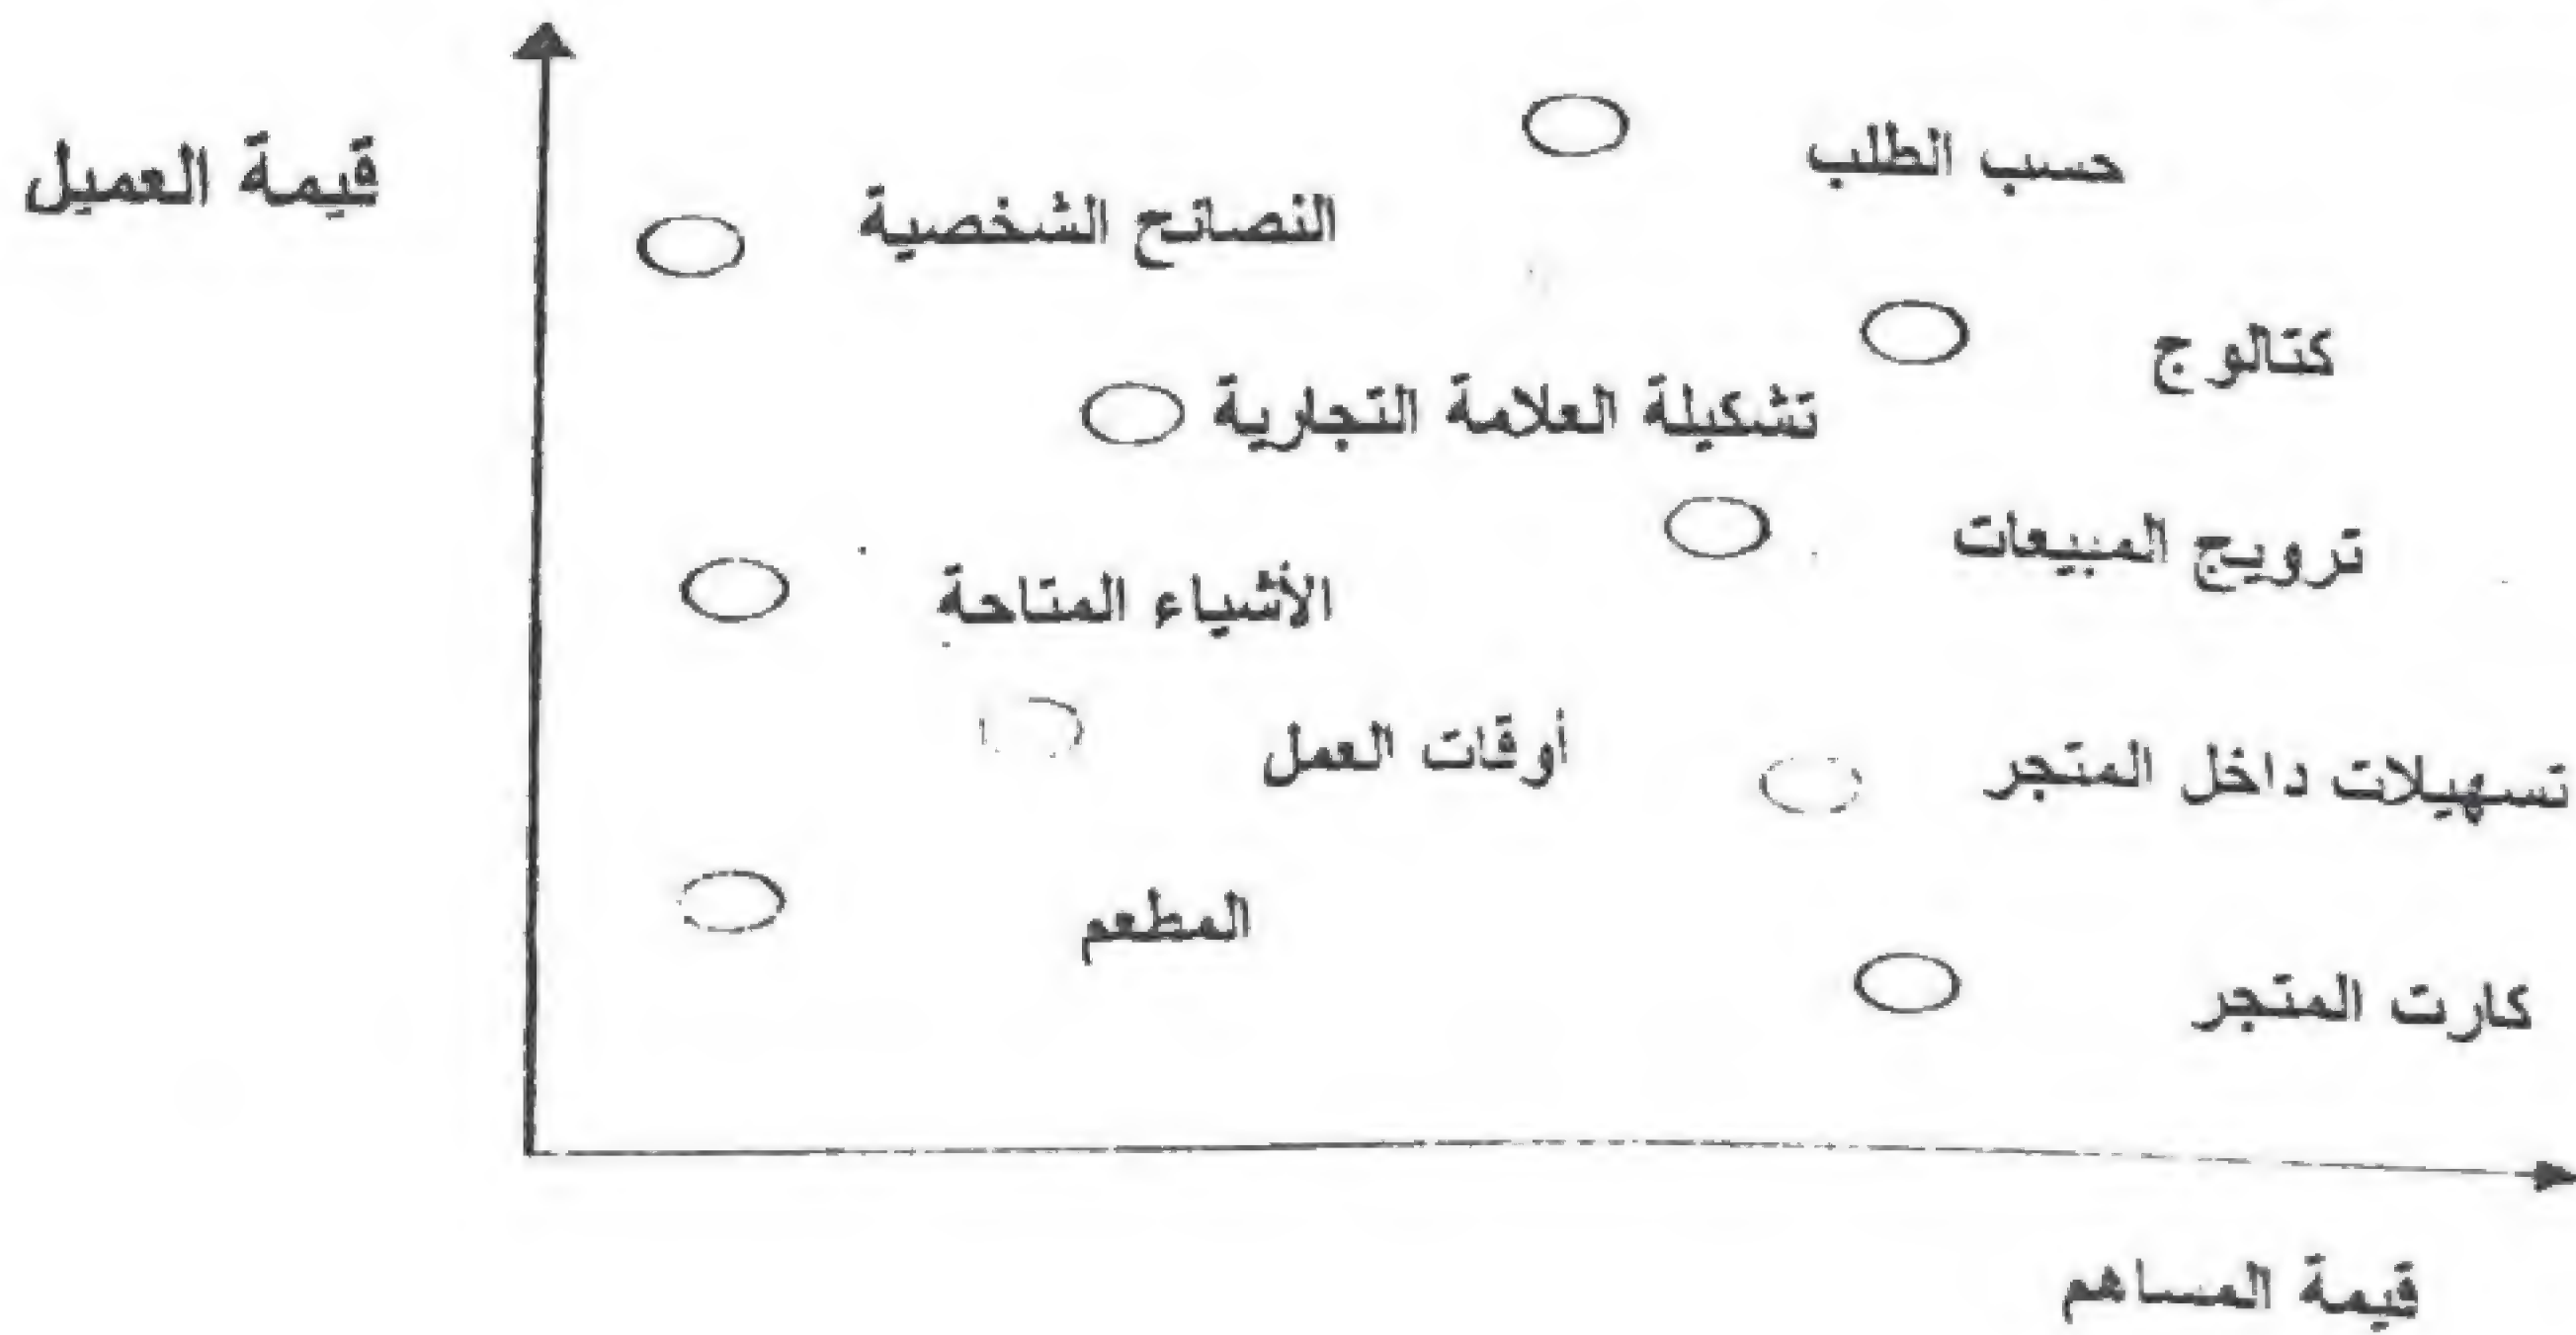 قيمة العميل
حسب الطلب
النصائح الشخصية
كتالوج
تشكيلة العلامة التجارية
ترويج المبيعات
الأشياء المتاحة
أوقات العمل
تسهيلات داخل المتجر
المطعم
كارت المتجر
قيمة المساهم